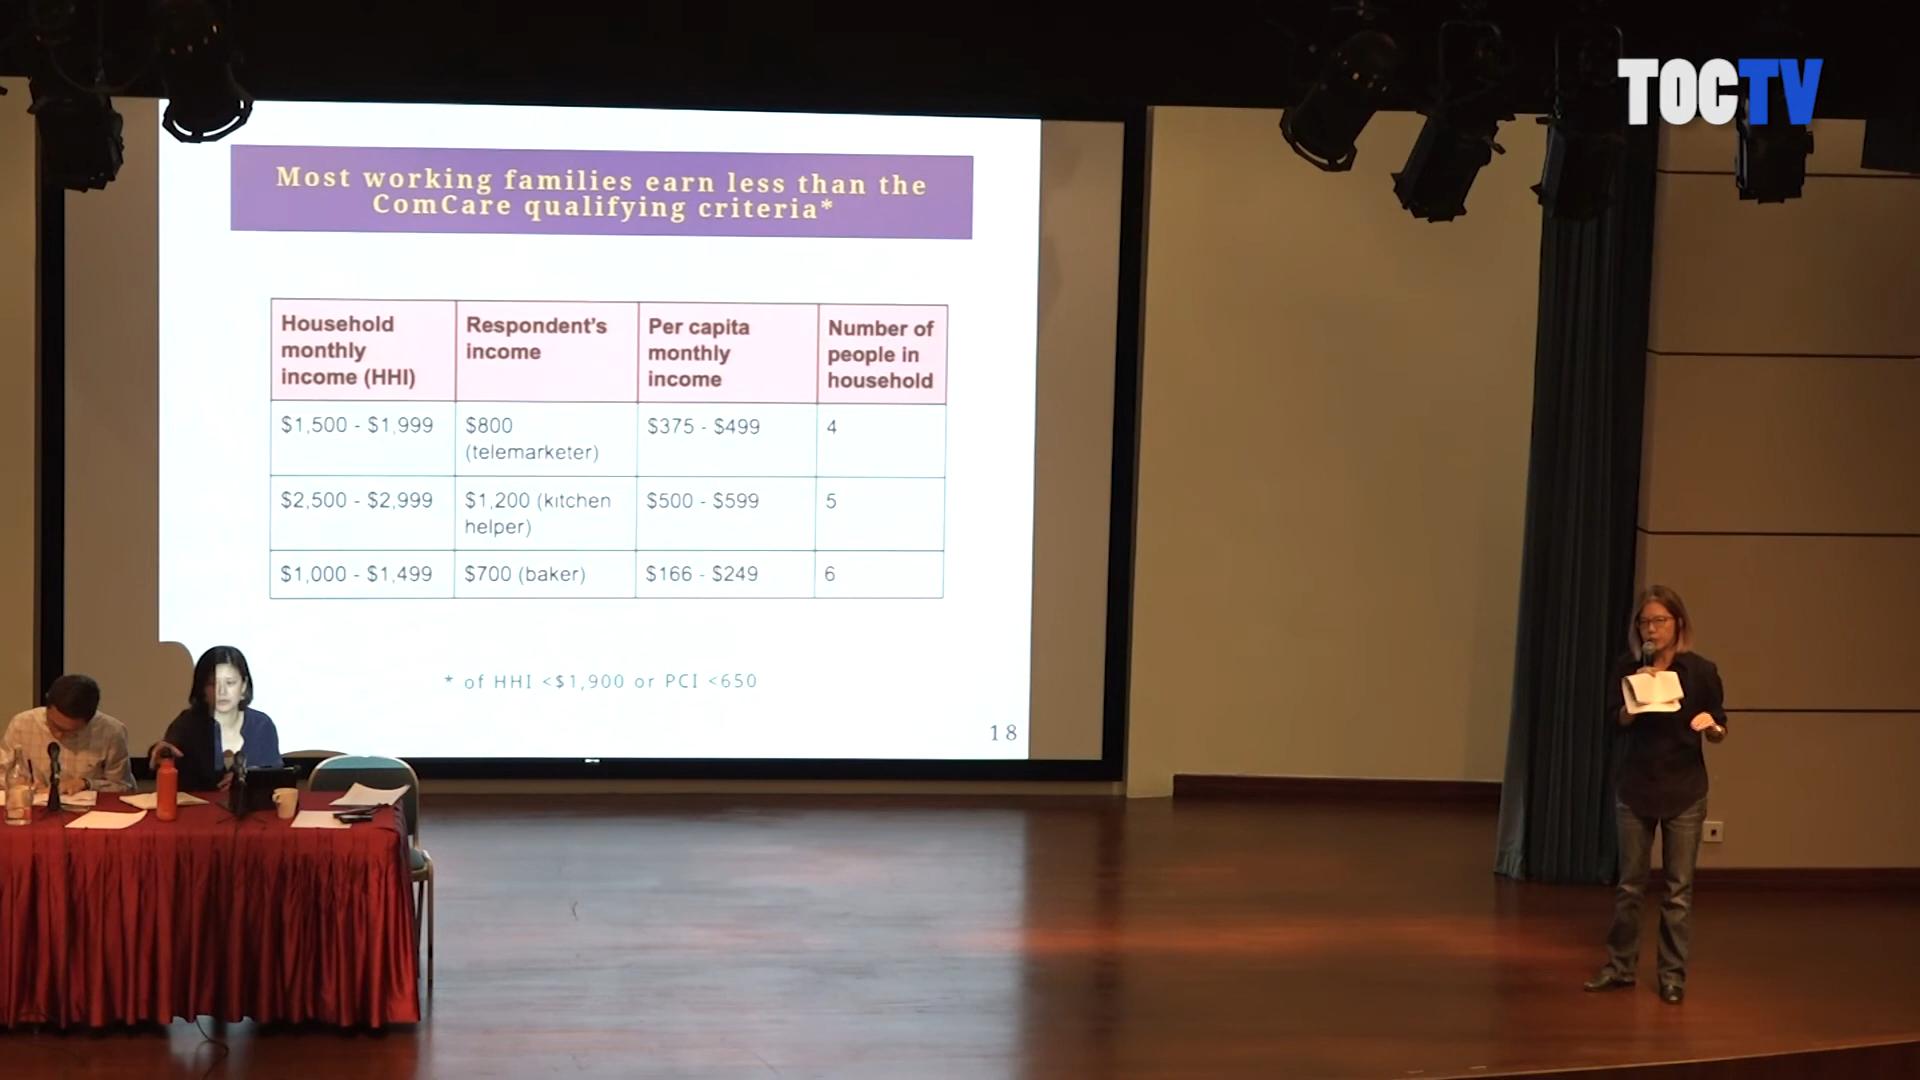 TOCTV
Most working families earn less than the
ComCare qualifying criteria*
Household
monthly
income (HHI)
Respondent's
income
Per capita
monthly
income
Number of
people in
household
$1,500 - $1,999
$800
(telemarketer)
$375 - $499
4
$2,500 - $2,999
$1,200 (kitchen
helper)
$500 - $599
5
$1,000 - $1,499
$700 (baker)
$166 - $249
6
* of HHI <$1,900 or PCI <650
18